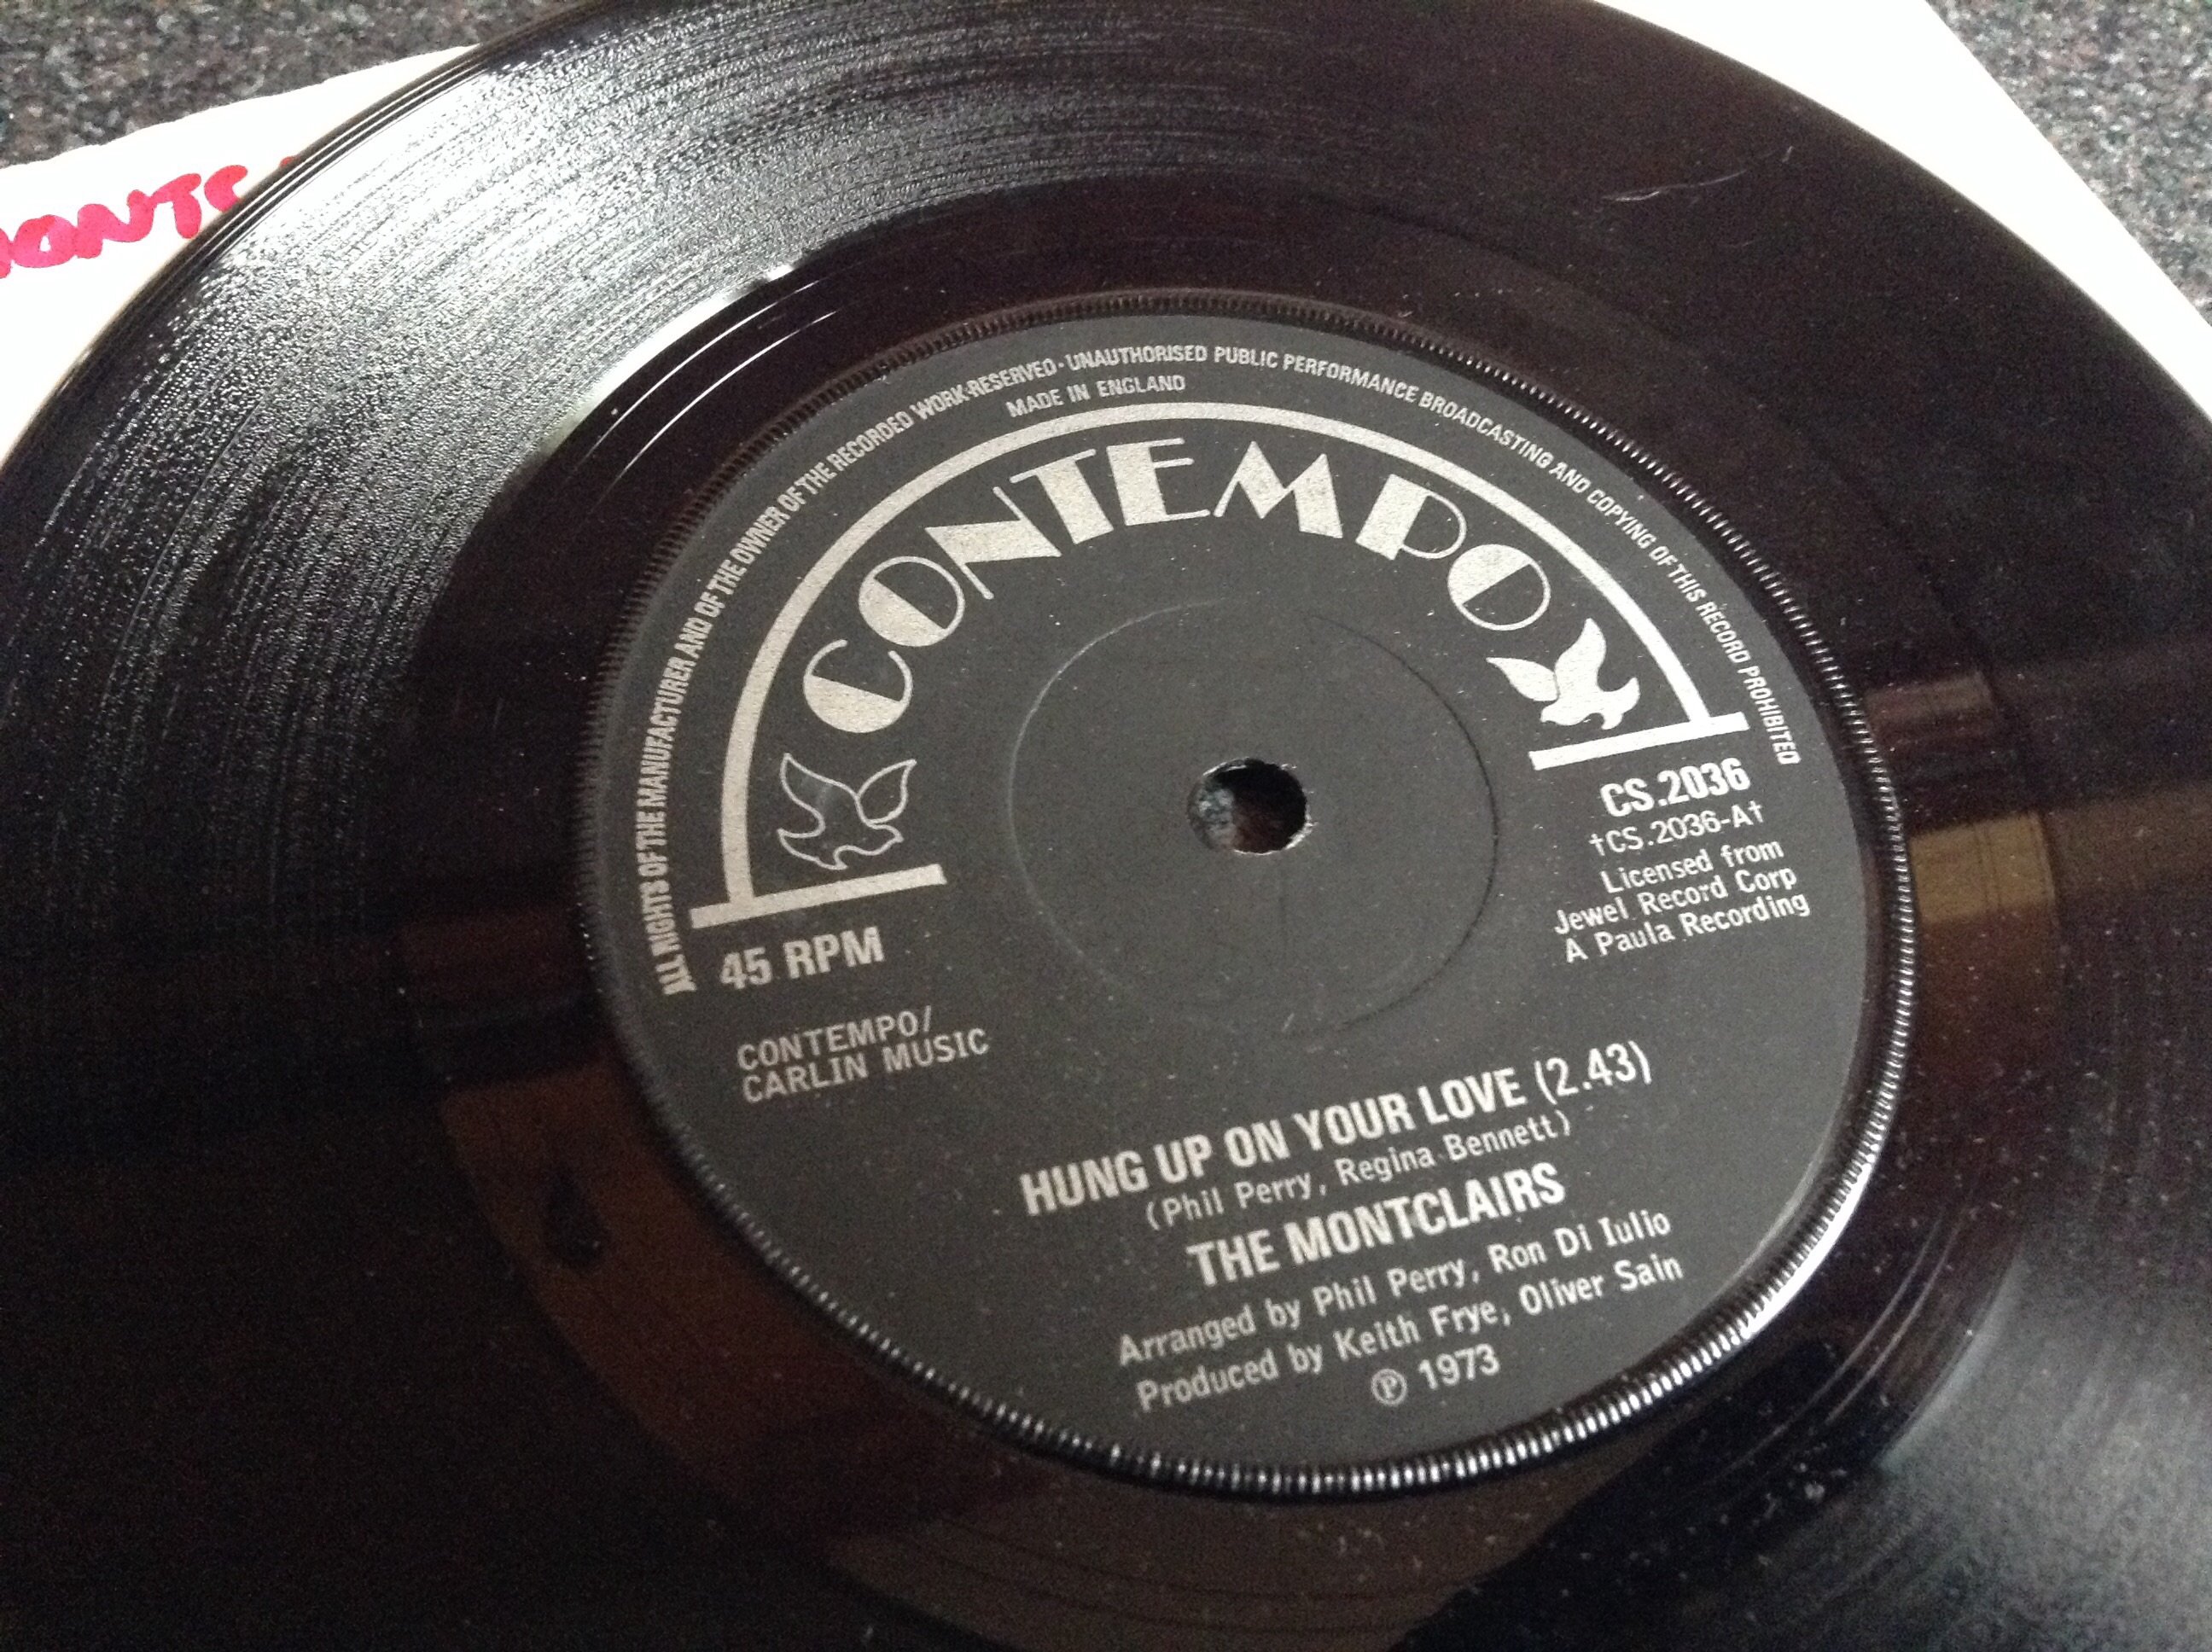 ALL RIGHTS OF THE MANUFACTURER AND OF THE OWNER OF THE RECORDED WORK RESERVED · UNAUTHORISED PUBLIC PERFORMANCE BROADCASTING AND COPYING OF THIS RECORD PROHIBITED
MADE IN ENGLAND
CONTEMPO
45 RPM
CONTEMPO/
CARLIN MUSIC
CS.2036
†CS.2036-A†
Licensed from
Jewel Record Corp
A Paula Recording
HUNG UP ON YOUR LOVE (2.43)
(Phil Perry, Regina Bennett)
THE MONTCLAIRS
Arranged by Phil Perry, Ron Di Iulio
Produced by Keith Frye, Oliver Sain
℗ 1973